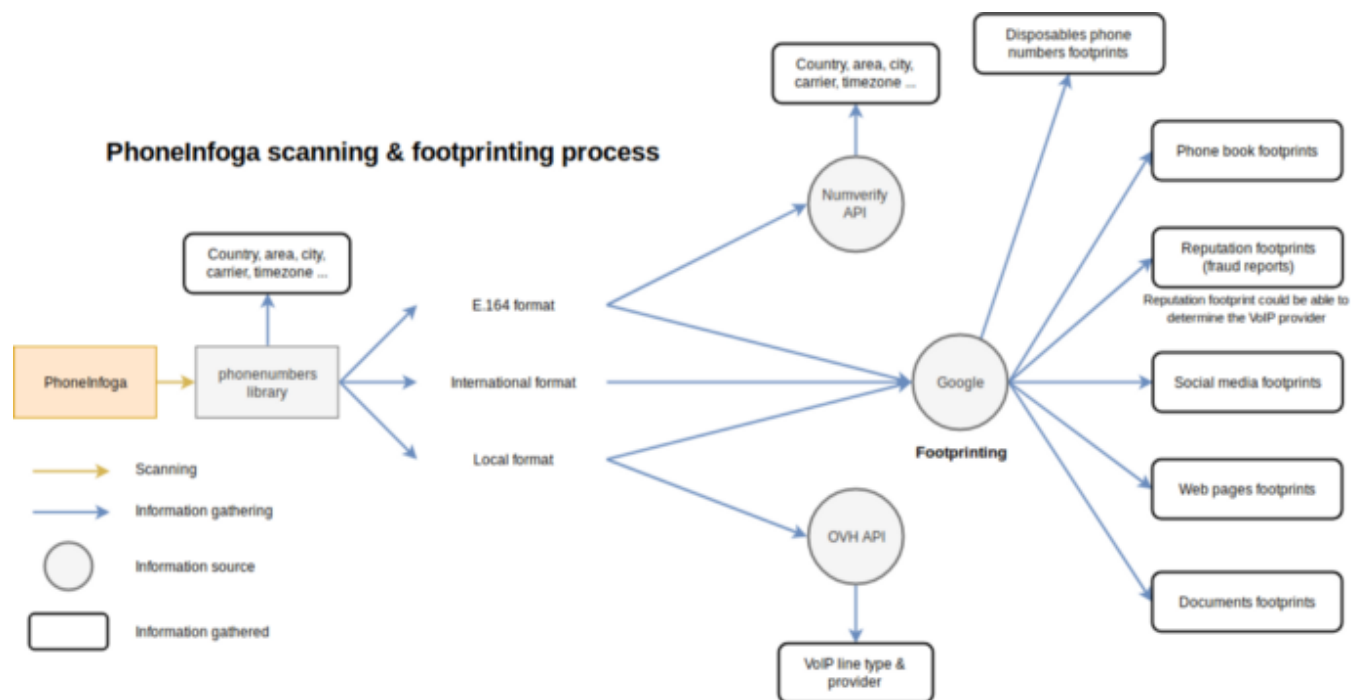 Disposables phone
numbers footprints
Country, area, city,
carrier, timezone ...
PhoneInfoga scanning & footprinting process
Phone book footprints
Numverify
API
Country, area, city,
carrier, timezone ...
Reputation footprints
(fraud reports)
Reputation footprint could be able to
determine the VoIP provider
E.164 format
PhoneInfoga
phonenumbers
library
International format
Google
Social media footprints
Footprinting
Local format
Scanning
Web pages footprints
Information gathering
OVH API
Information source
Documents footprints
Information gathered
VoIP line type &
provider